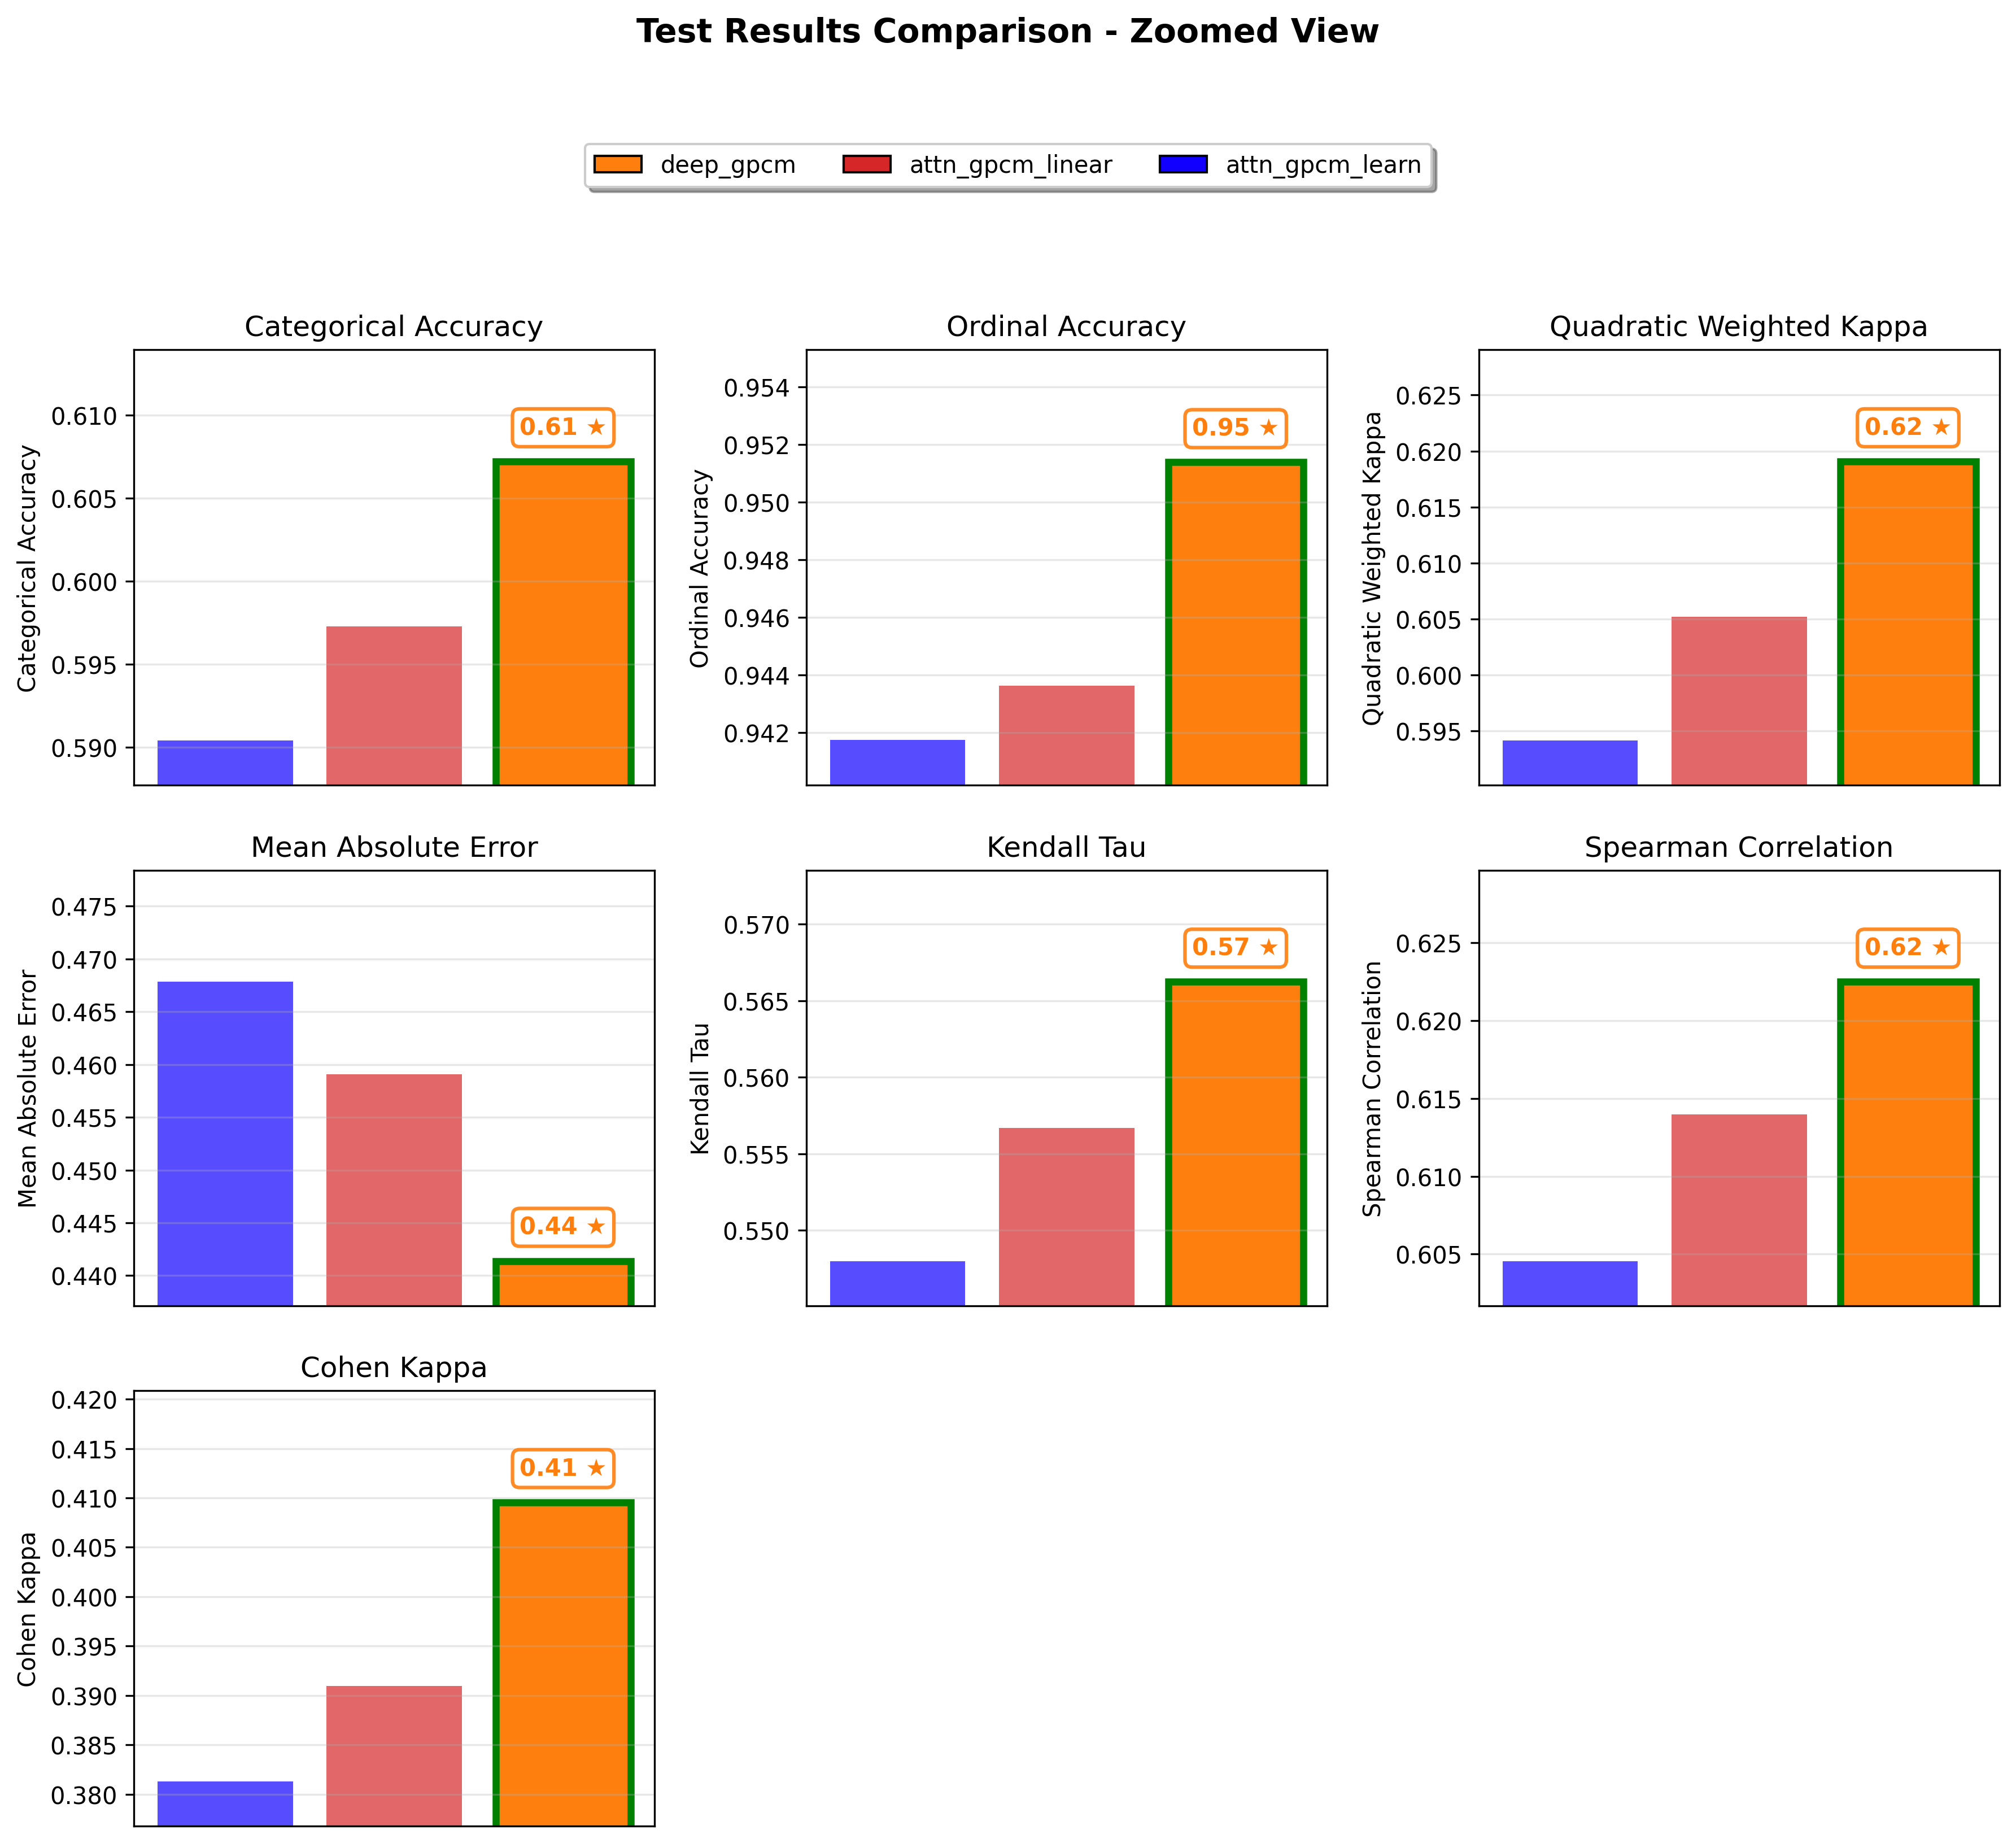 Test Results Comparison - Zoomed View
deep_gpcm
attn_gpcm_linear
attn_gpcm_learn
Categorical Accuracy
Categorical Accuracy
0.610
0.605
0.600
0.595
0.590
0.61 ★
Ordinal Accuracy
Ordinal Accuracy
0.954
0.952
0.950
0.948
0.946
0.944
0.942
0.95 ★
Quadratic Weighted Kappa
Quadratic Weighted Kappa
0.625
0.620
0.615
0.610
0.605
0.600
0.595
0.62 ★
Mean Absolute Error
Mean Absolute Error
0.475
0.470
0.465
0.460
0.455
0.450
0.445
0.440
0.44 ★
Kendall Tau
Kendall Tau
0.570
0.565
0.560
0.555
0.550
0.57 ★
Spearman Correlation
Spearman Correlation
0.625
0.620
0.615
0.610
0.605
0.62 ★
Cohen Kappa
Cohen Kappa
0.420
0.415
0.410
0.405
0.400
0.395
0.390
0.385
0.380
0.41 ★